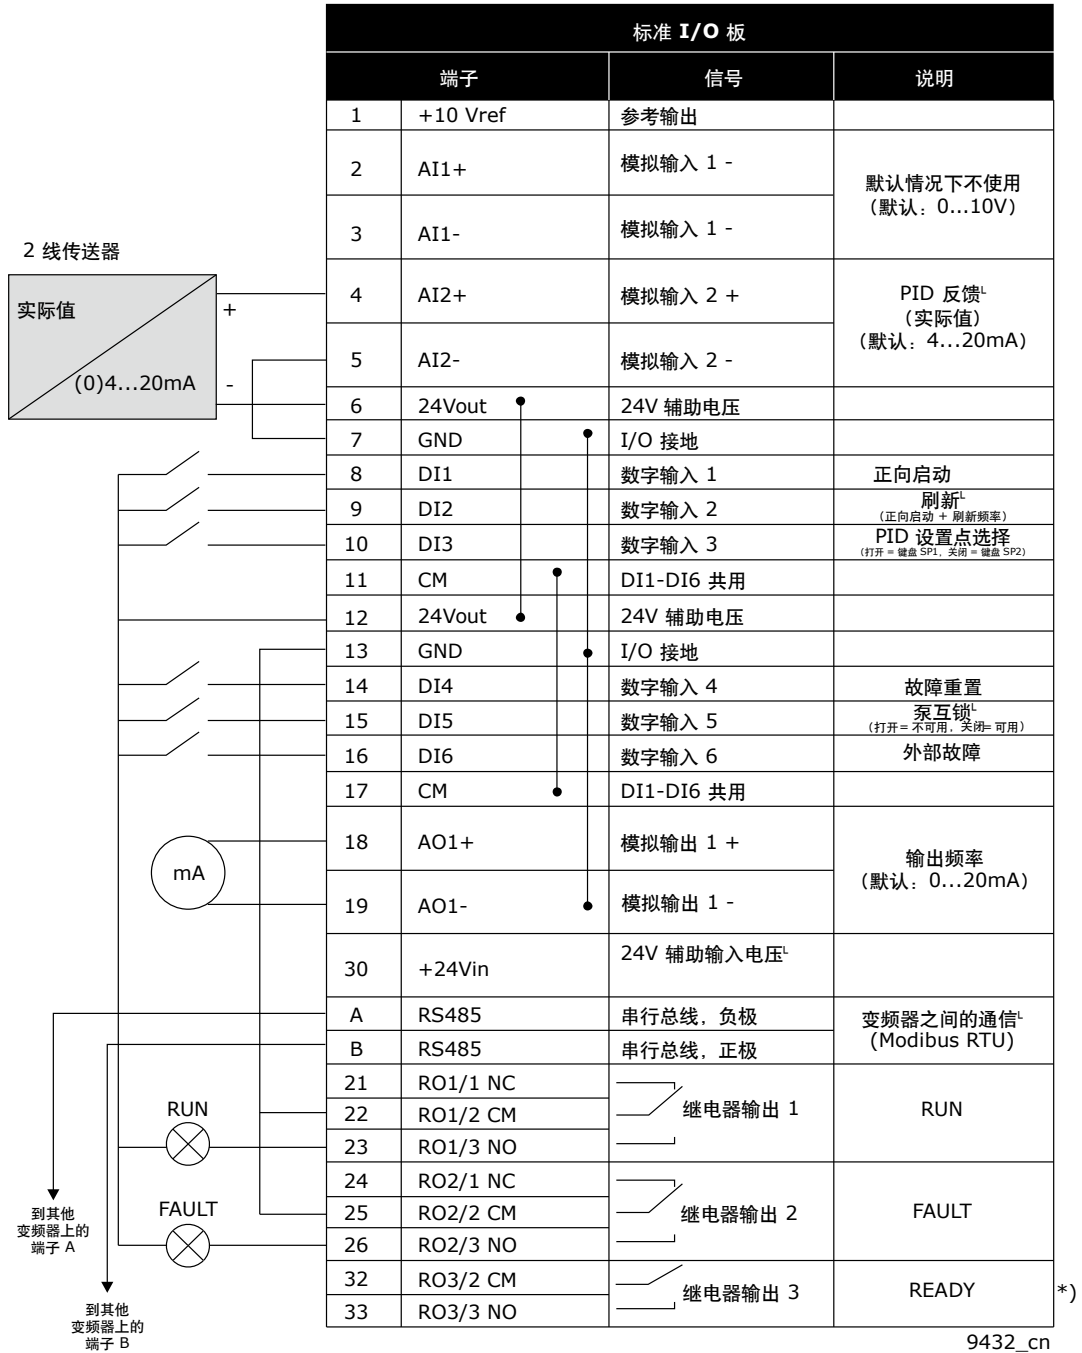 标准 I/O 板
端子 信号 说明
1 +10 Vref 参考输出
2 AI1+ 模拟输入 1 -
默认情况下不使用
（默认：0...10V）
3 AI1- 模拟输入 1 -
2 线传送器
实际值
(0)4...20mA
+
-
4 AI2+ 模拟输入 2 +
PID 反馈└
（实际值）
（默认：4...20mA）
5 AI2- 模拟输入 2 -
6 24Vout 24V 辅助电压
7 GND I/O 接地
8 DI1 数字输入 1 正向启动
9 DI2 数字输入 2 刷新└
（正向启动 + 刷新频率）
10 DI3 数字输入 3 PID 设置点选择
（打开 = 键盘 SP1，关闭 = 键盘 SP2）
11 CM DI1-DI6 共用
12 24Vout 24V 辅助电压
13 GND I/O 接地
14 DI4 数字输入 4 故障重置
15 DI5 数字输入 5 泵互锁└
（打开= 不可用，关闭= 可用）
16 DI6 数字输入 6 外部故障
17 CM DI1-DI6 共用
mA
18 AO1+ 模拟输出 1 +
输出频率
（默认：0...20mA）
19 AO1- 模拟输出 1 -
30 +24Vin 24V 辅助输入电压└
A RS485 串行总线，负极
变频器之间的通信└
(Modbus RTU)
B RS485 串行总线，正极
21 RO1/1 NC
22 RO1/2 CM 继电器输出 1 RUN
23 RO1/3 NO
RUN
24 RO2/1 NC
25 RO2/2 CM 继电器输出 2 FAULT
26 RO2/3 NO
FAULT
32 RO3/2 CM
继电器输出 3 READY *)
33 RO3/3 NO
到其他
变频器上的
端子 A
到其他
变频器上的
端子 B
9432_cn